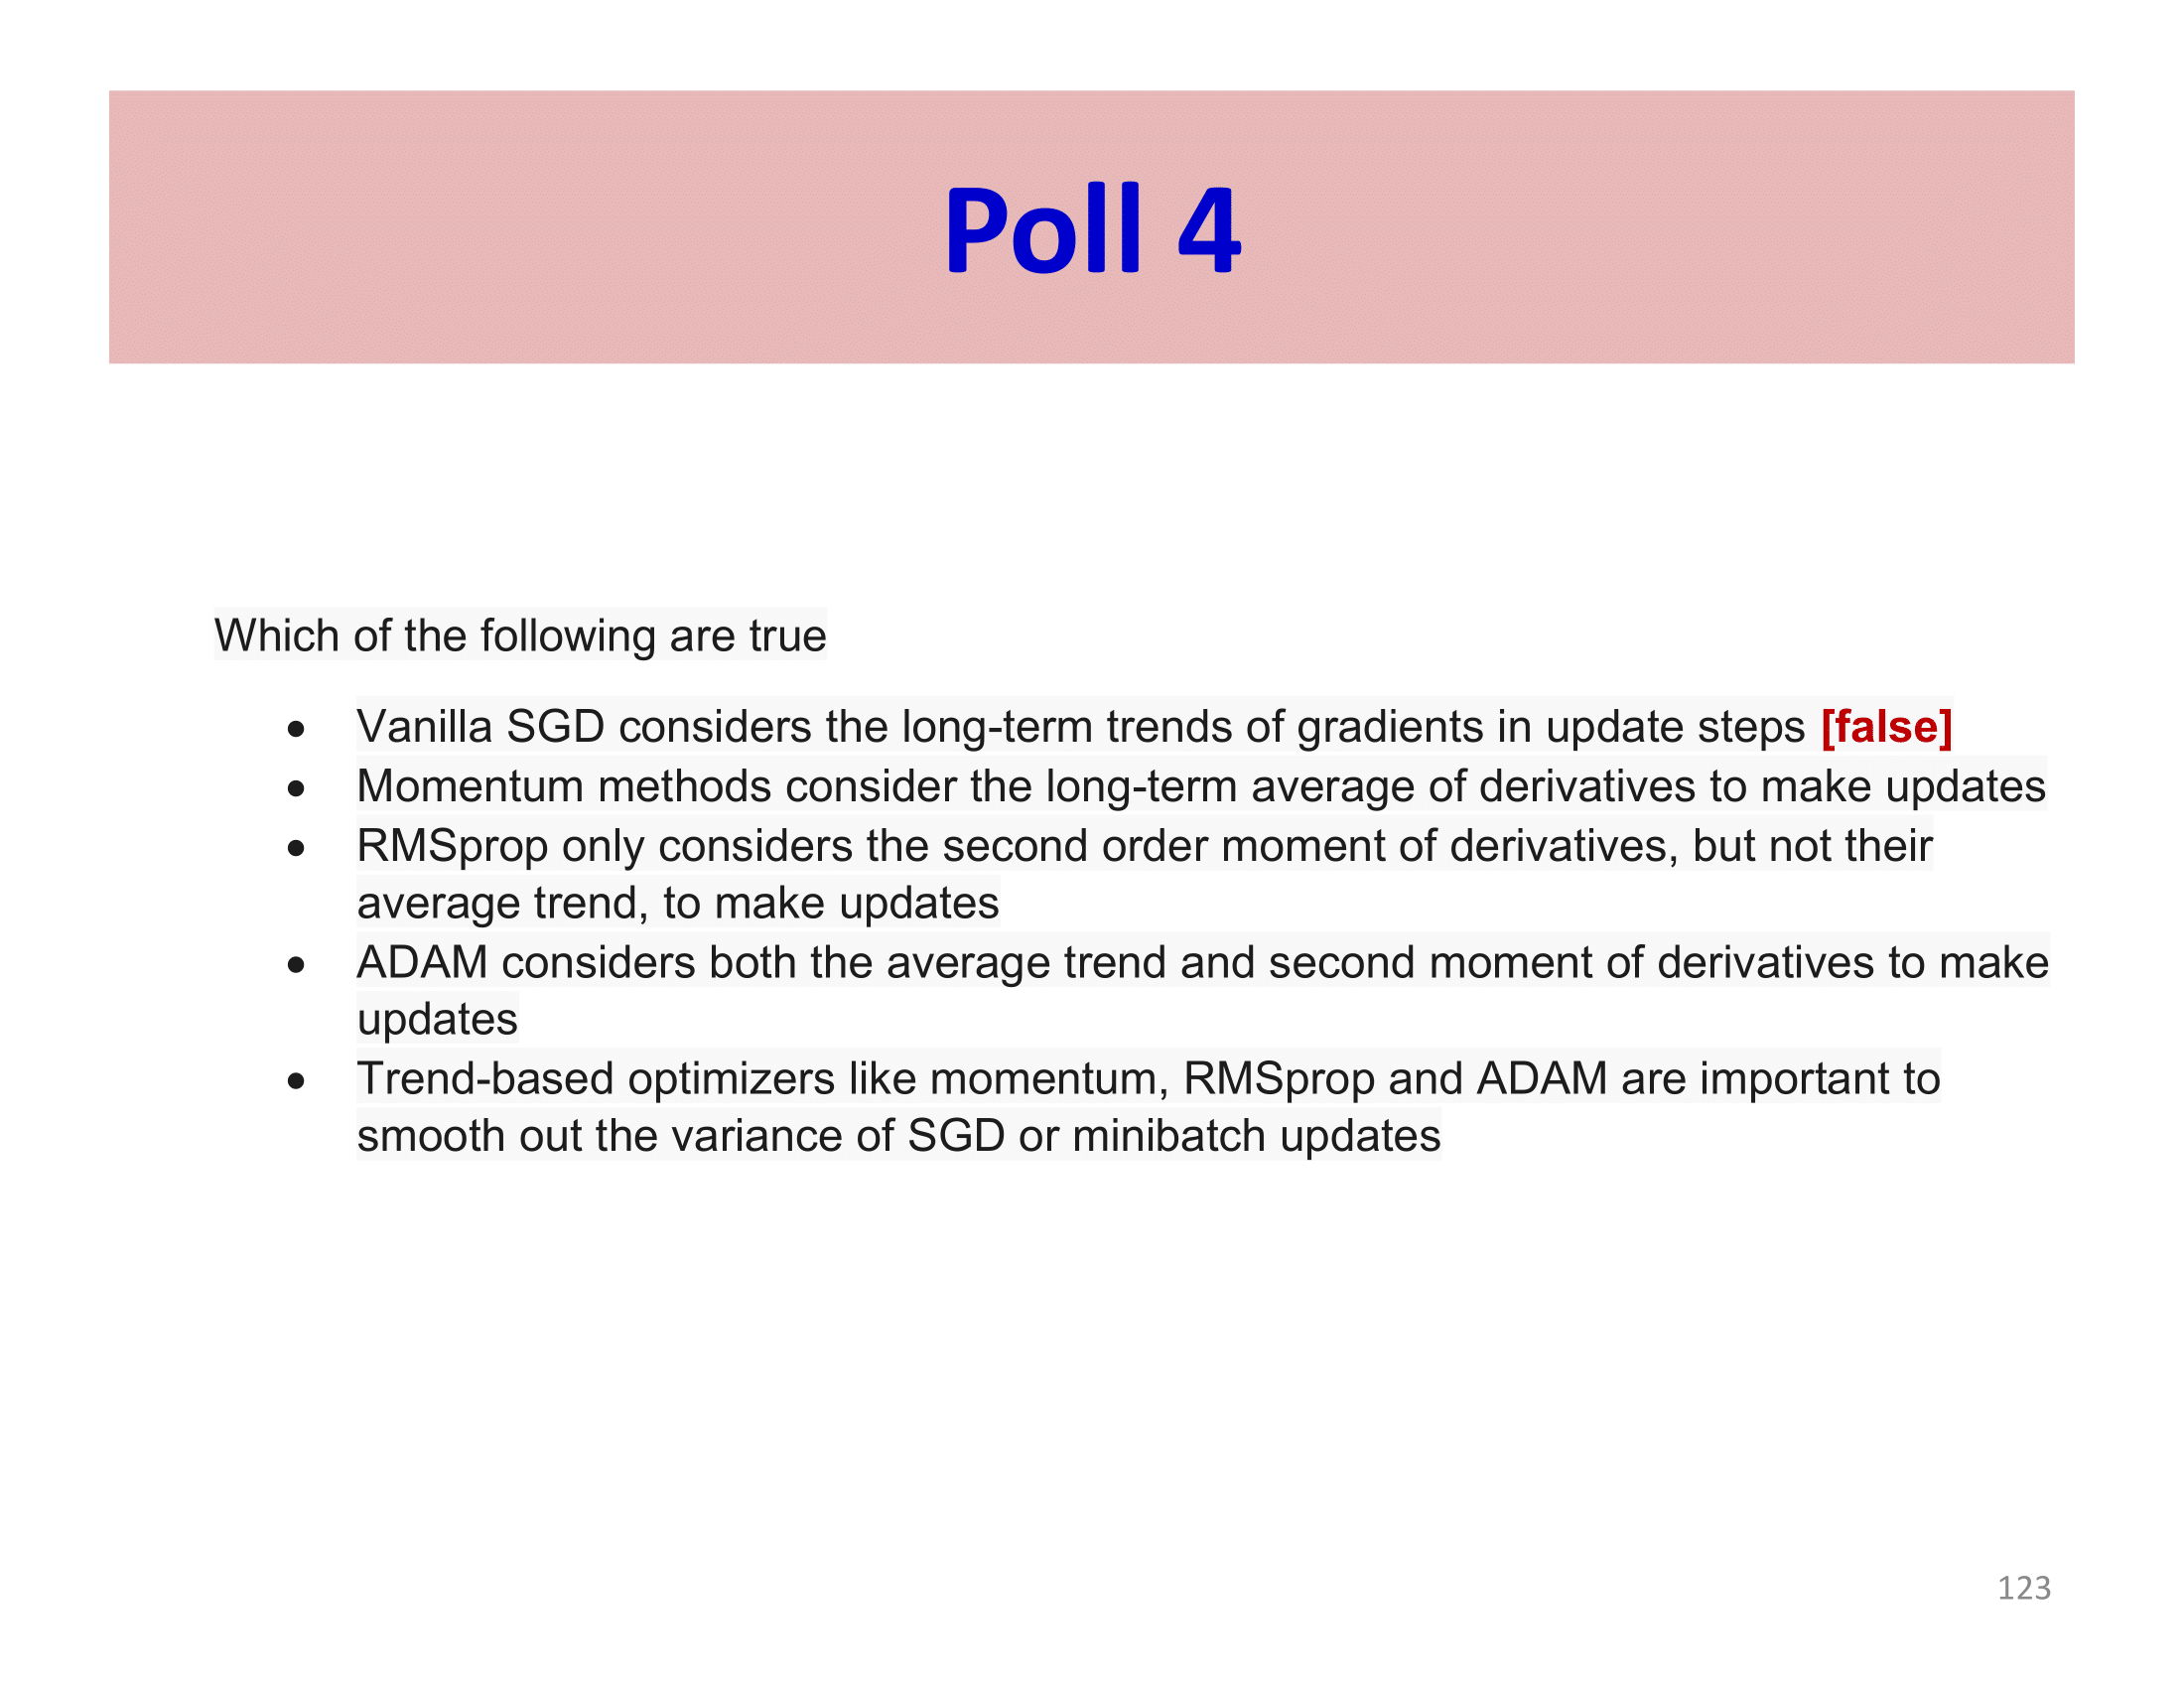 Poll 4
Which of the following are true
● Vanilla SGD considers the long-term trends of gradients in update steps [false]
● Momentum methods consider the long-term average of derivatives to make updates
● RMSprop only considers the second order moment of derivatives, but not their
average trend, to make updates
● ADAM considers both the average trend and second moment of derivatives to make
updates
● Trend-based optimizers like momentum, RMSprop and ADAM are important to
smooth out the variance of SGD or minibatch updates
123